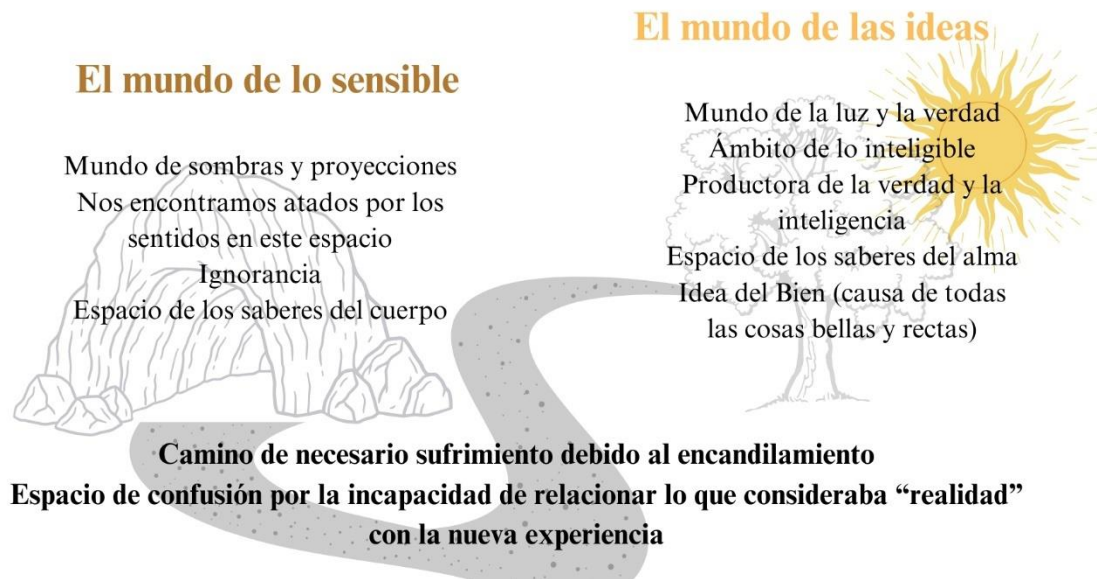 El mundo de lo sensible
Mundo de sombras y proyecciones
Nos encontramos atados por los
sentidos en este espacio
Ignorancia
Espacio de los saberes del cuerpo
El mundo de las ideas
Mundo de la luz y la verdad
Ámbito de lo inteligible
Productora de la verdad y la
inteligencia
Espacio de los saberes del alma
Idea del Bien (causa de todas
las cosas bellas y rectas)
Camino de necesario sufrimiento debido al encandilamiento
Espacio de confusión por la incapacidad de relacionar lo que consideraba “realidad”
con la nueva experiencia